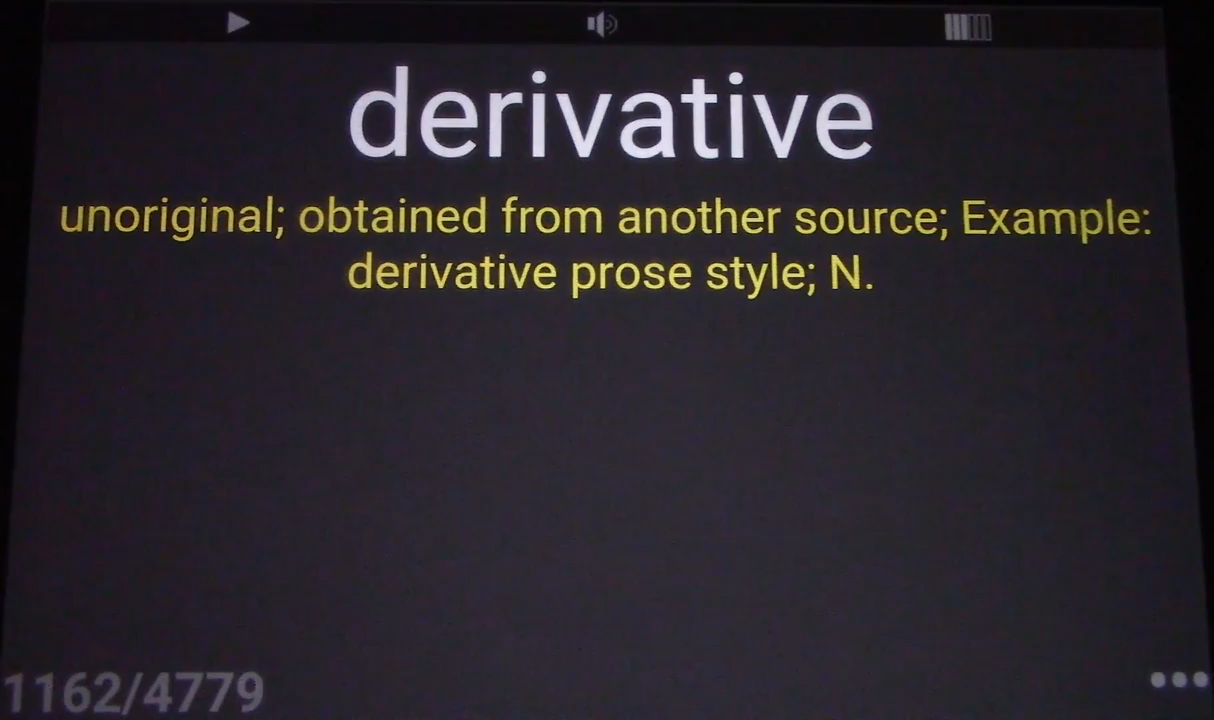 derivative
unoriginal; obtained from another source; Example:
derivative prose style; N.
1162/4779